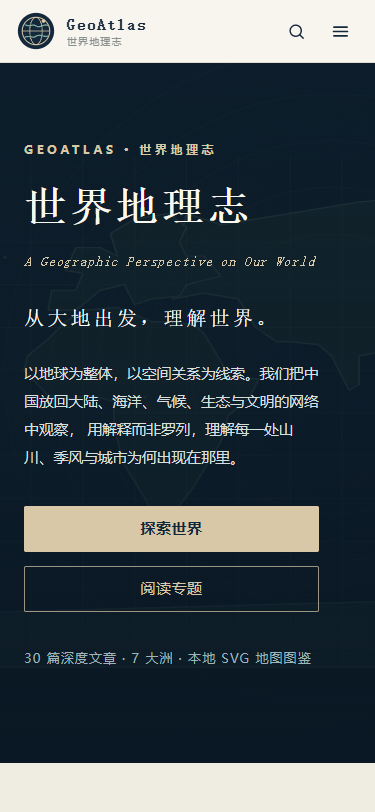 GeoAtlas
世界地理志
GEOATLAS • 世界地理志
世界地理志
A Geographic Perspective on Our World
从大地出发，理解世界。
以地球为整体，以空间关系为线索。我们把中
国放回大陆、海洋、气候、生态与文明的网络
中观察， 用解释而非罗列，理解每一处山
川、季风与城市为何出现在那里。
探索世界
阅读专题
30 篇深度文章 · 7 大洲 · 本地 SVG 地图图鉴